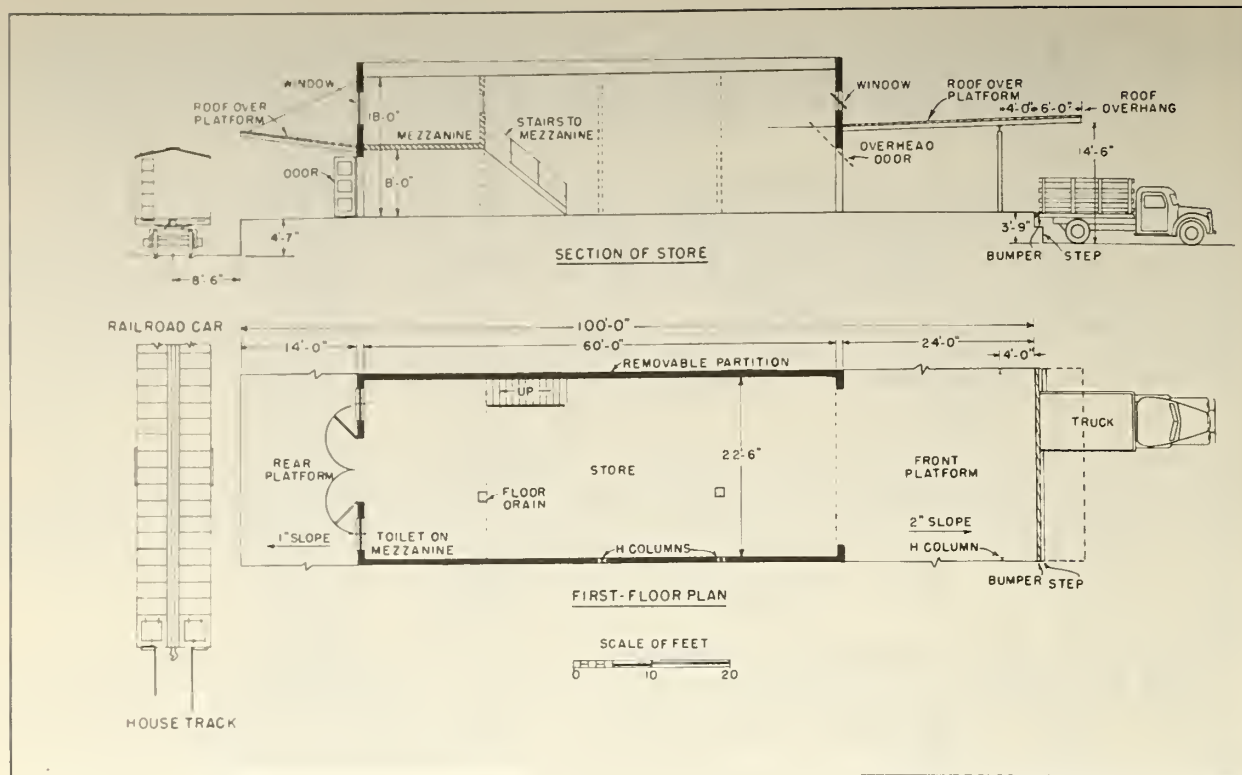 WINDOW
ROOF OVER
PLATFORM
18'-0"
MEZZANINE
STAIRS TO
MEZZANINE
DOOR
8'-0"
4'-7"
8'-6"
WINDOW
ROOF OVER
PLATFORM
4'-0"
6'-0"
ROOF
OVERHANG
OVERHEAD
DOOR
14'-6"
3'-9"
BUMPER
STEP
SECTION OF STORE
RAILROAD CAR
100'-0"
14'-0"
60'-0"
24'-0"
4'-0"
REMOVABLE PARTITION
UP
TRUCK
REAR
PLATFORM
STORE
22'-6"
FRONT
PLATFORM
FLOOR
DRAIN
1" SLOPE
TOILET ON
MEZZANINE
2" SLOPE
H COLUMNS
H COLUMN
BUMPER
STEP
FIRST-FLOOR PLAN
SCALE OF FEET
0 10 20
HOUSE TRACK